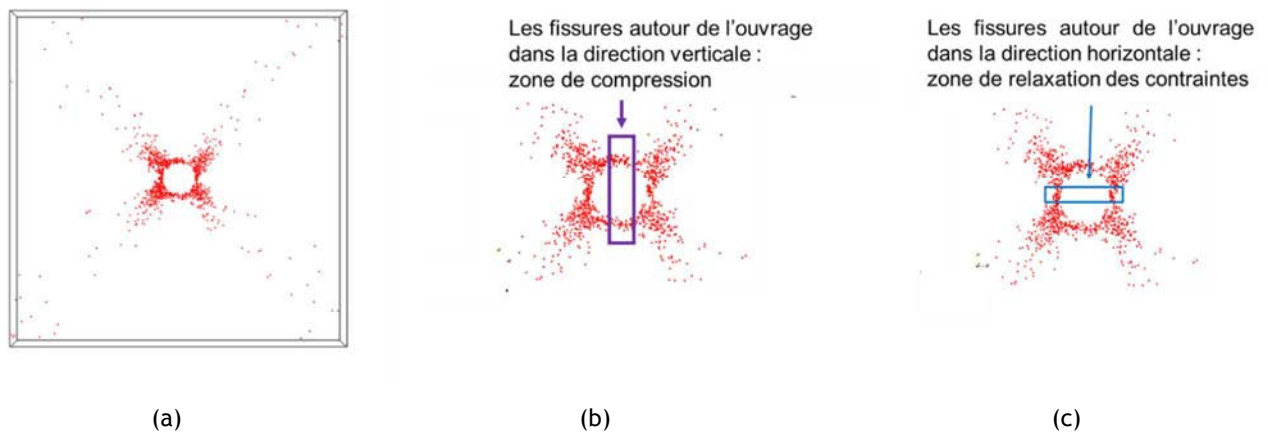 Les fissures autour de l'ouvrage
dans la direction verticale :
zone de compression
Les fissures autour de l'ouvrage
dans la direction horizontale :
zone de relaxation des contraintes
(a)
(b)
(c)